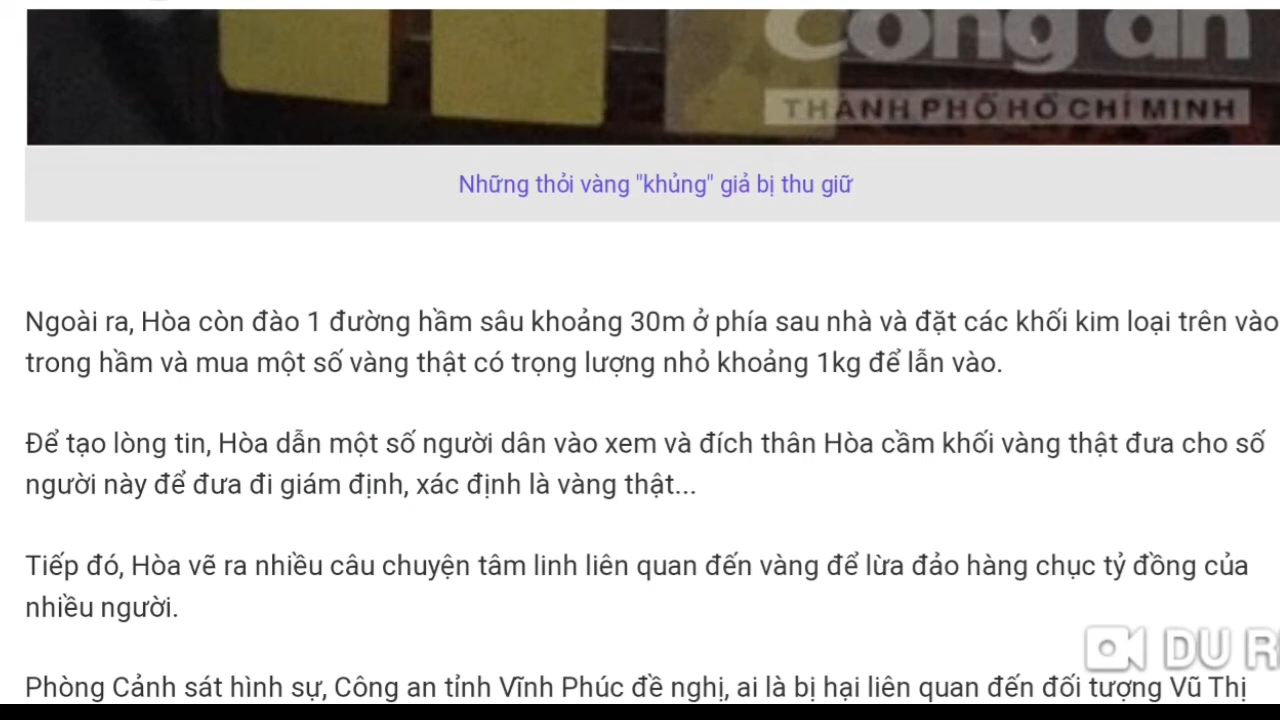 Công an
THÀNH PHỐ HỒ CHÍ MINH
Những thỏi vàng "khủng" giả bị thu giữ
Ngoài ra, Hòa còn đào 1 đường hầm sâu khoảng 30m ở phía sau nhà và đặt các khối kim loại trên vào
trong hầm và mua một số vàng thật có trọng lượng nhỏ khoảng 1kg để lẫn vào.
Để tạo lòng tin, Hòa dẫn một số người dân vào xem và đích thân Hòa cầm khối vàng thật đưa cho số
người này để đưa đi giám định, xác định là vàng thật...
Tiếp đó, Hòa vẽ ra nhiều câu chuyện tâm linh liên quan đến vàng để lừa đảo hàng chục tỷ đồng của
nhiều người.
DU R
Phòng Cảnh sát hình sự, Công an tỉnh Vĩnh Phúc đề nghị, ai là bị hại liên quan đến đối tượng Vũ Thị